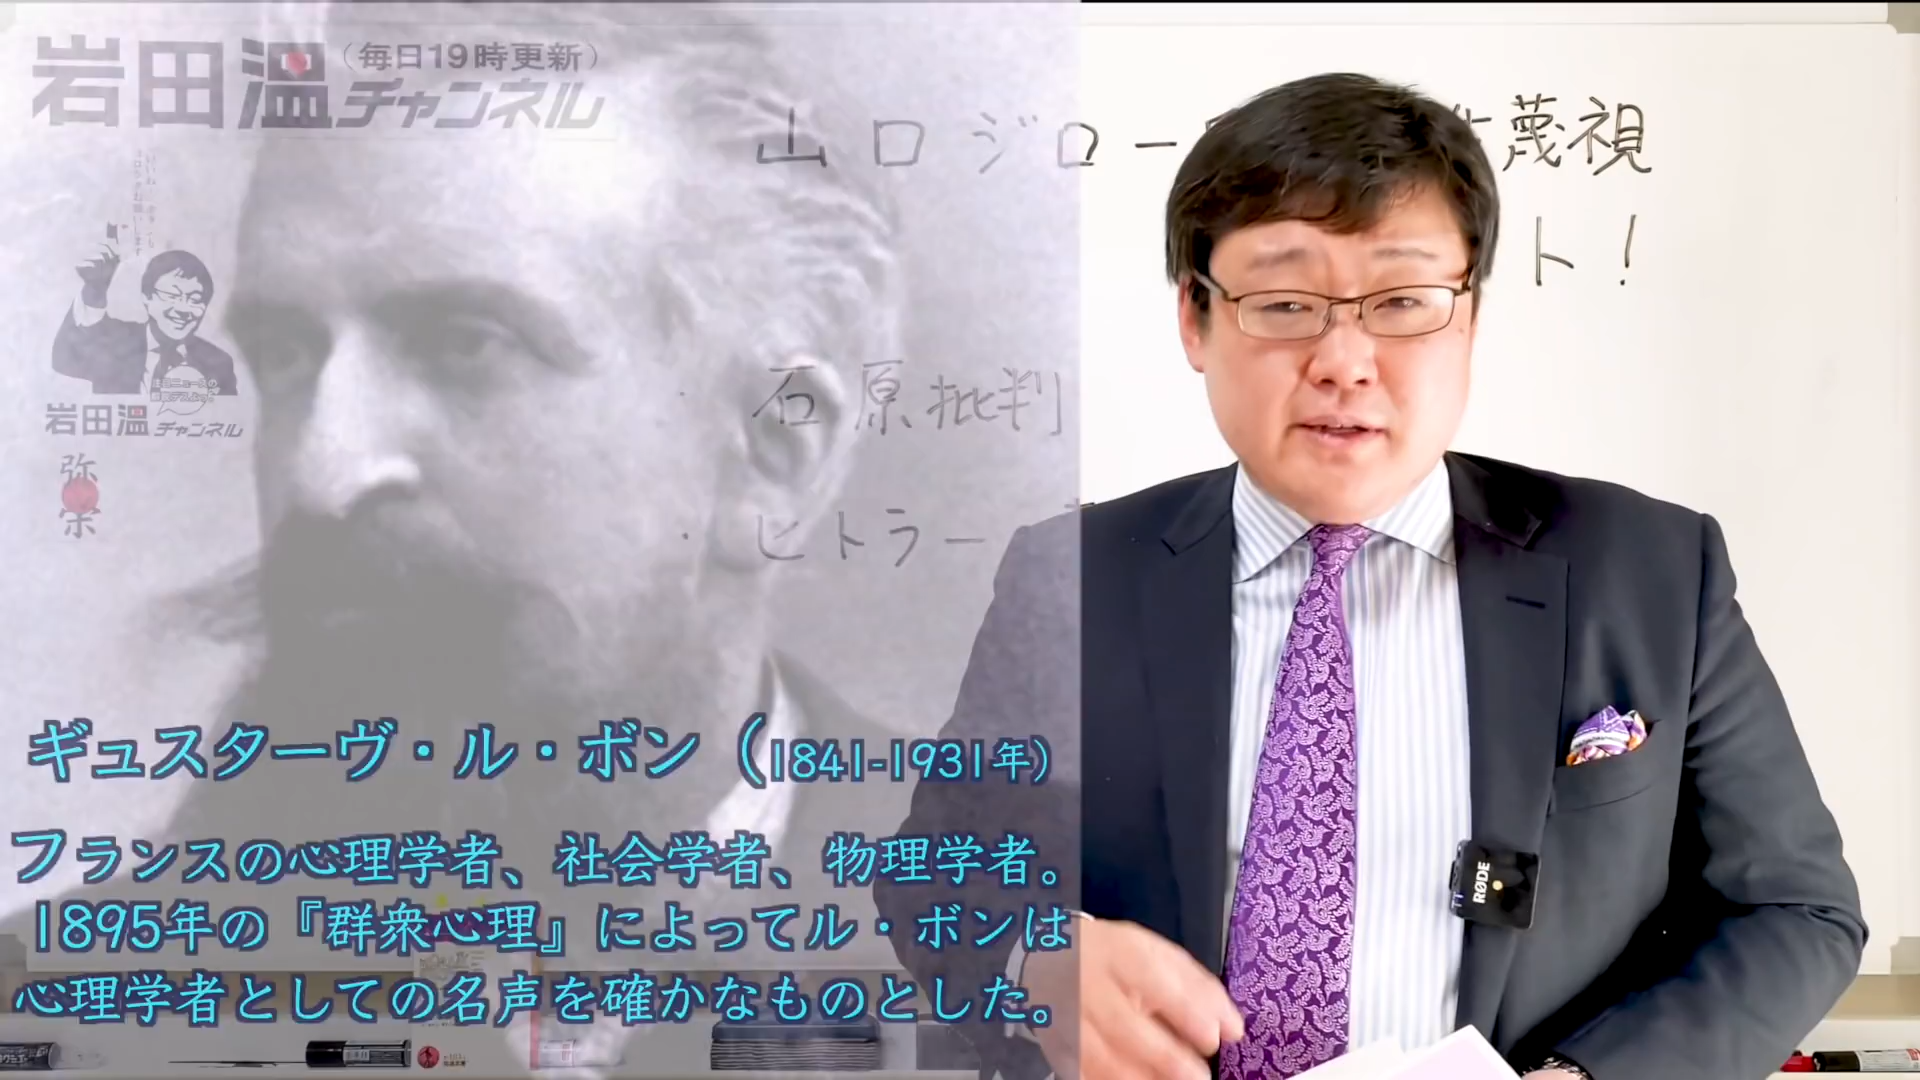 岩田温（毎日19時更新）
チャンネル
山口ジロー 蔑視
ト！
岩田温チャンネル
弥栄
・石原批判
・ヒトラー
ギュスターヴ・ル・ボン（1841-1931年）
フランスの心理学者、社会学者、物理学者。
1895年の『群衆心理』によってル・ボンは
心理学者としての名声を確かなものとした。
RØDE